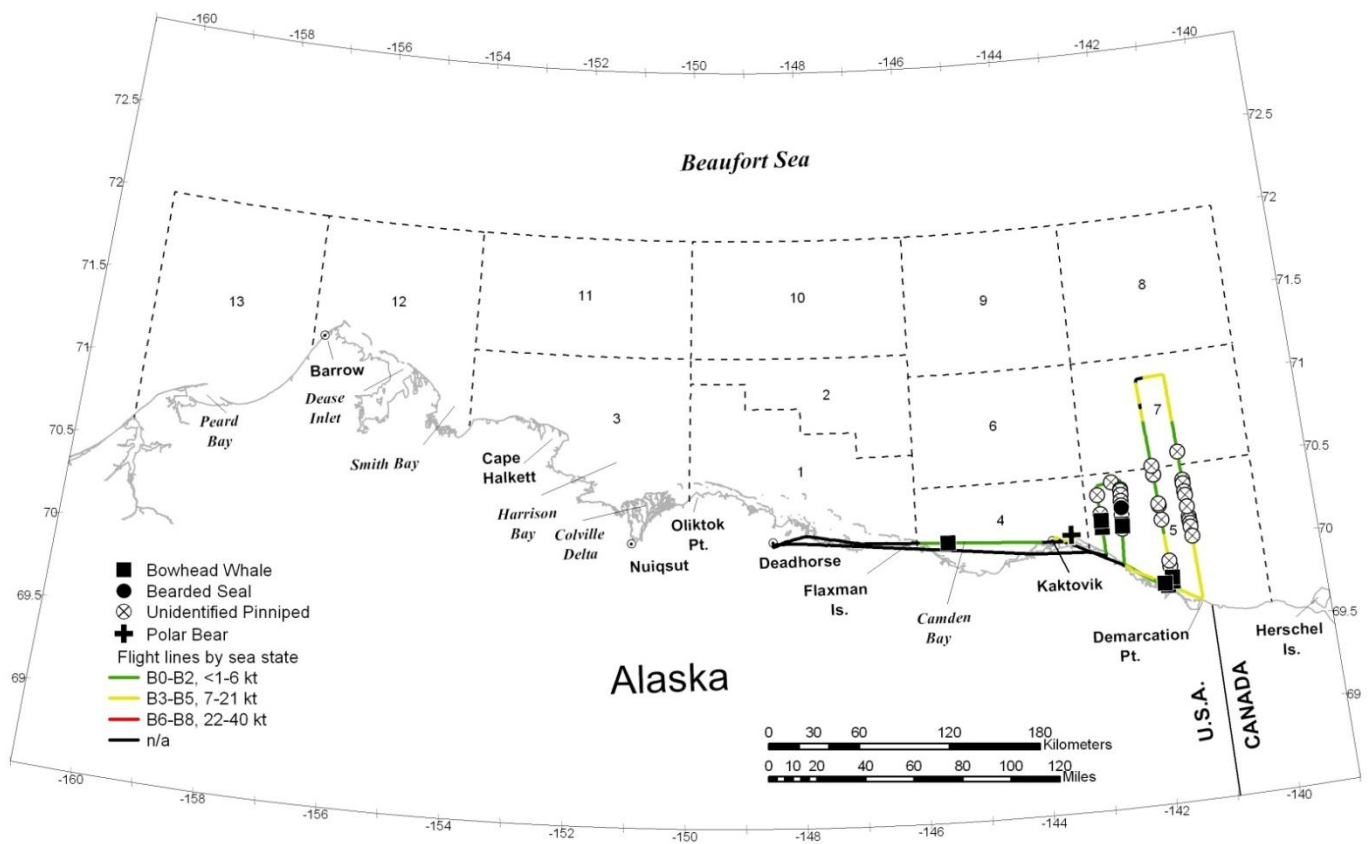 -160
-158
-156
-154
-150
-148
-146
-144
-142
-140
72.5
72
71.5
71
70.5
70
69.5
69
72.5
72
71.5
71
70.5
70
69.5
69
Beaufort Sea
13
12
11
10
9
8
3
2
1
6
7
4
5
Barrow
Peard
Bay
Dease
Inlet
Smith Bay
Cape
Halkett
Harrison
Bay
Colville
Delta
Nuiqsut
Oliktok
Pt.
Deadhorse
Flaxman
Is.
Camden
Bay
Kaktovik
Demarcation
Pt.
Herschel
Is.
U.S.A.
CANADA
Alaska
Bowhead Whale
Bearded Seal
Unidentified Pinniped
Polar Bear
Flight lines by sea state
B0-B2, <1-6 kt
B3-B5, 7-21 kt
B6-B8, 22-40 kt
n/a
0 30 60 120 180
Kilometers
0 10 20 40 60 80 100 120
Miles
-160
-158
-156
-154
-152
-150
-148
-146
-144
-142
-140